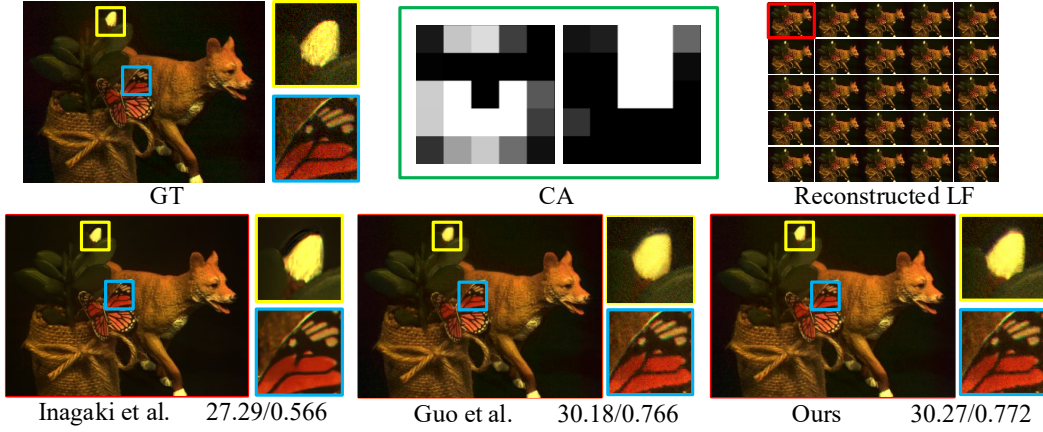 GT
CA
Reconstructed LF
Inagaki et al. 27.29/0.566
Guo et al. 30.18/0.766
Ours 30.27/0.772